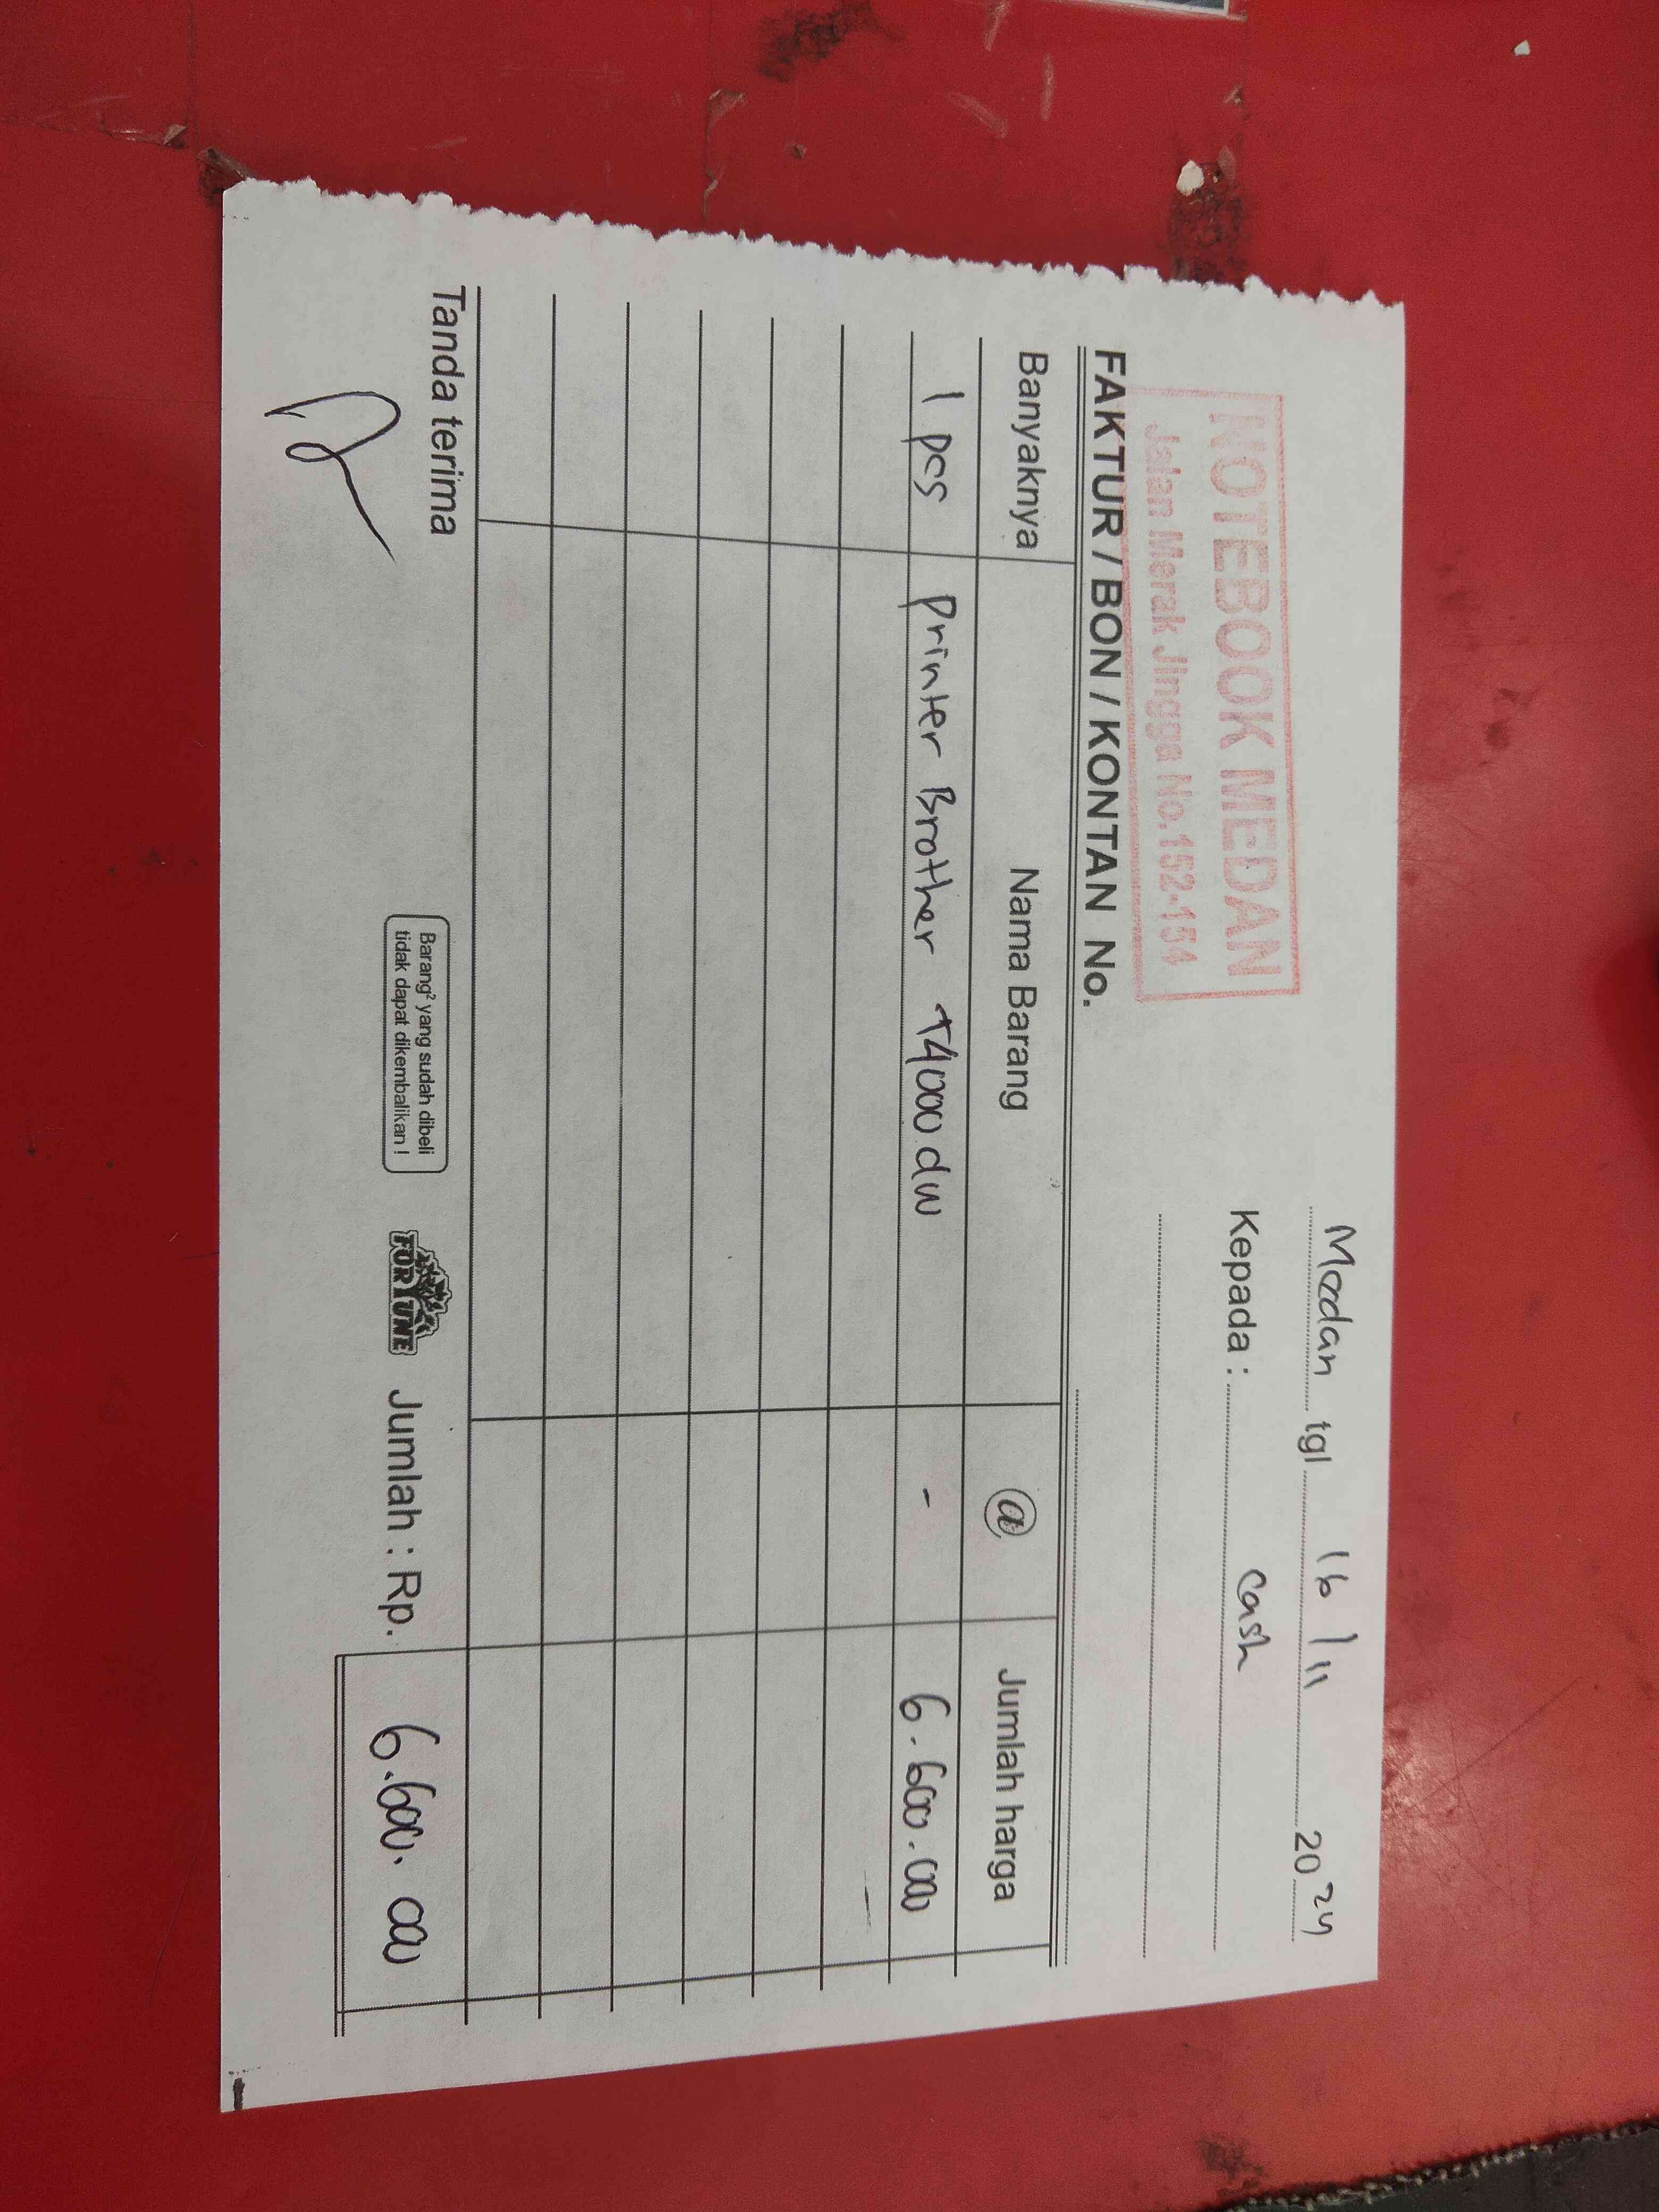 NOTEBOOK MEDAN
Jalan Merak Jingga No.152-154
Medan tgl 16/11 2024
Kepada : Cash
FAKTUR / BON / KONTAN No.
Banyaknya Nama Barang @ Jumlah harga
1 pcs Printer Brother T4000dw - 6.600.000
Tanda terima
Barang² yang sudah dibeli
tidak dapat dikembalikan !
FORTUNE
Jumlah : Rp. 6.600.000